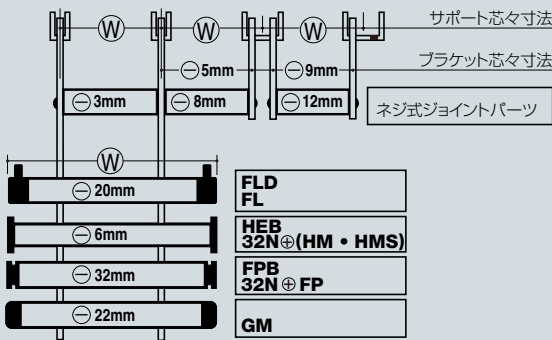 Ⓦ Ⓦ Ⓦ サポート芯々寸法
⊖5mm ⊖9mm ブラケット芯々寸法
⊖3mm ⊖8mm ⊖12mm ネジ式ジョイントパーツ
Ⓦ
⊖20mm
FLD
FL
⊖6mm
HEB
32N⊕(HM・HMS)
⊖32mm
FPB
32N⊕FP
⊖22mm
GM